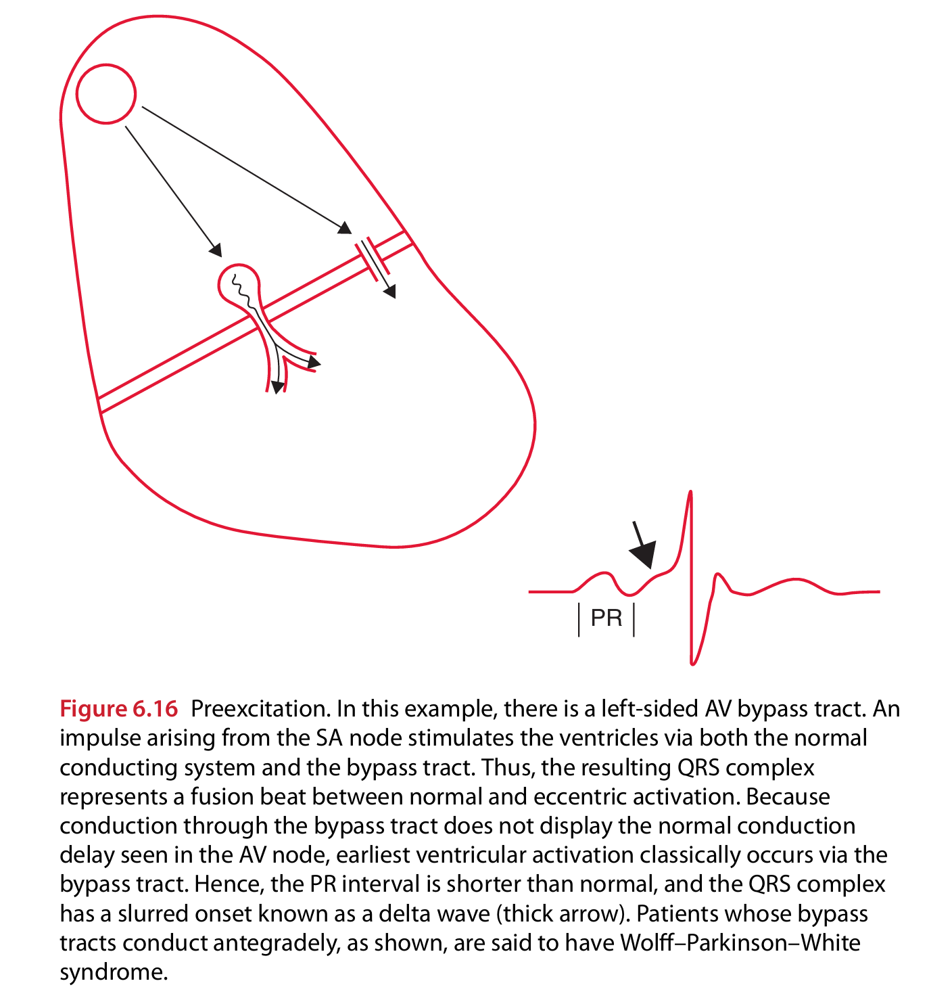 PR
Figure 6.16 Preexcitation. In this example, there is a left-sided AV bypass tract. An
impulse arising from the SA node stimulates the ventricles via both the normal
conducting system and the bypass tract. Thus, the resulting QRS complex
represents a fusion beat between normal and eccentric activation. Because
conduction through the bypass tract does not display the normal conduction
delay seen in the AV node, earliest ventricular activation classically occurs via the
bypass tract. Hence, the PR interval is shorter than normal, and the QRS complex
has a slurred onset known as a delta wave (thick arrow). Patients whose bypass
tracts conduct antegradely, as shown, are said to have Wolff–Parkinson–White
syndrome.